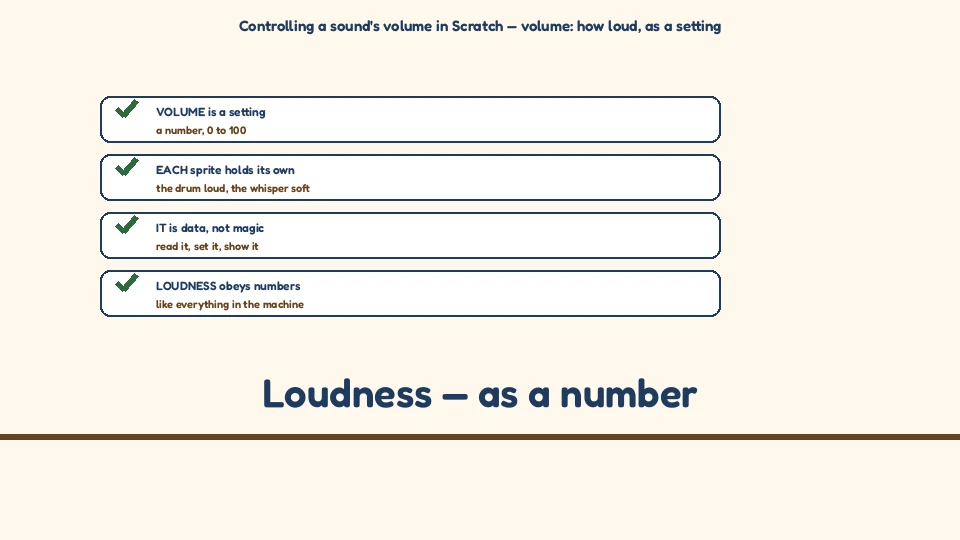 Controlling a sound's volume in Scratch — volume: how loud, as a setting
VOLUME is a setting
a number, 0 to 100
EACH sprite holds its own
the drum loud, the whisper soft
IT is data, not magic
read it, set it, show it
LOUDNESS obeys numbers
like everything in the machine
Loudness — as a number